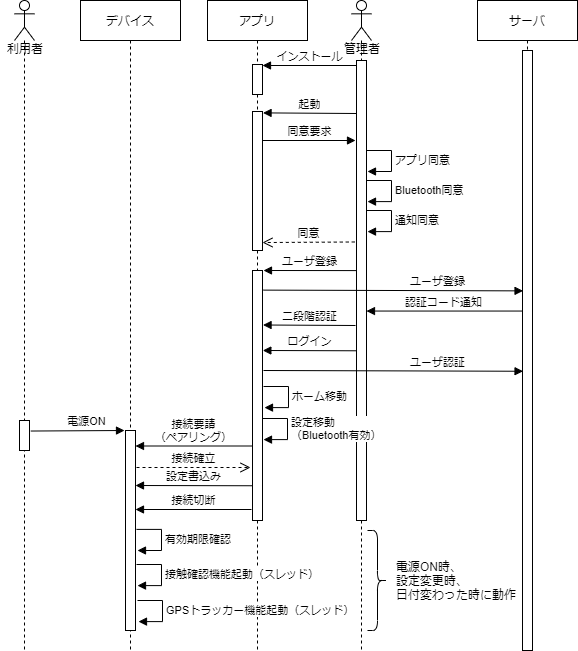 デバイス
アプリ
サーバ
利用者
管理者
インストール
起動
同意要求
アプリ同意
Bluetooth同意
通知同意
同意
ユーザ登録
ユーザ登録
認証コード通知
二段階認証
ログイン
ユーザ認証
ホーム移動
電源ON
設定移動
（Bluetooth有効）
接続要請
（ペアリング）
接続確立
設定書込み
接続切断
有効期限確認
接触確認機能起動（スレッド）
GPSトラッカー機能起動（スレッド）
電源ON時、
設定変更時、
日付変わった時に動作